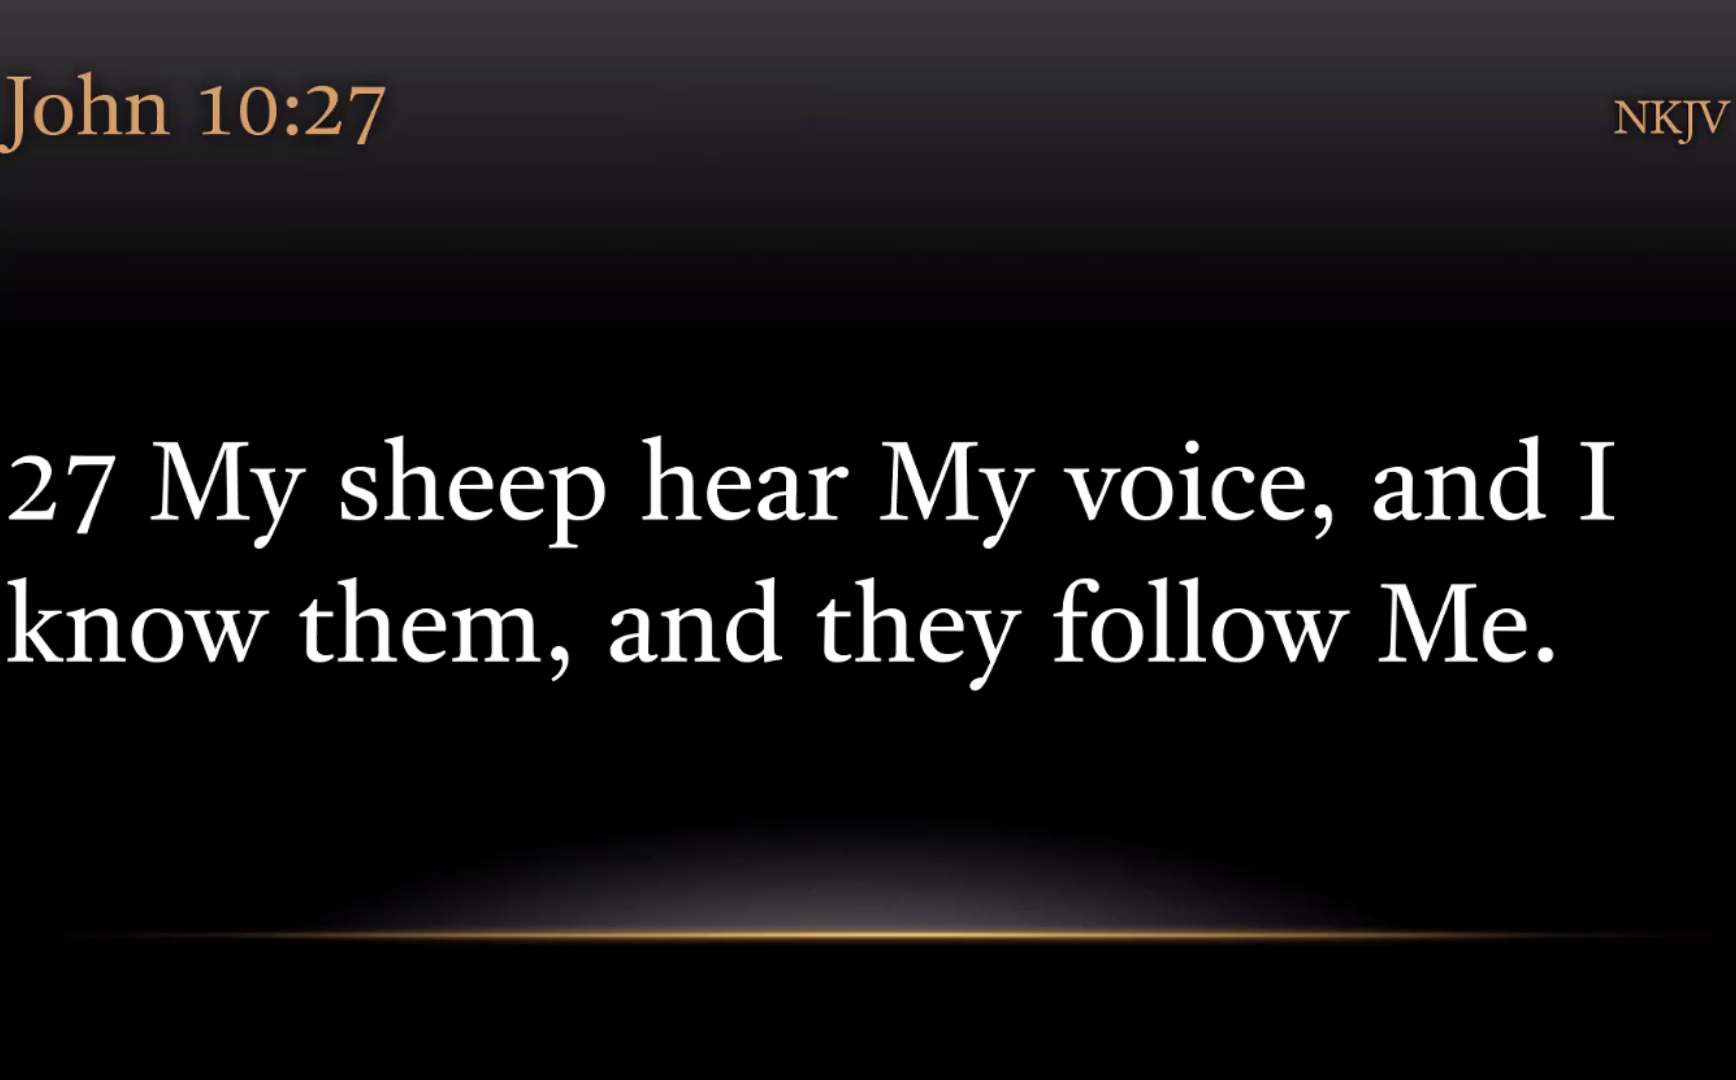 John 10:27
NKJV
27 My sheep hear My voice, and I
know them, and they follow Me.